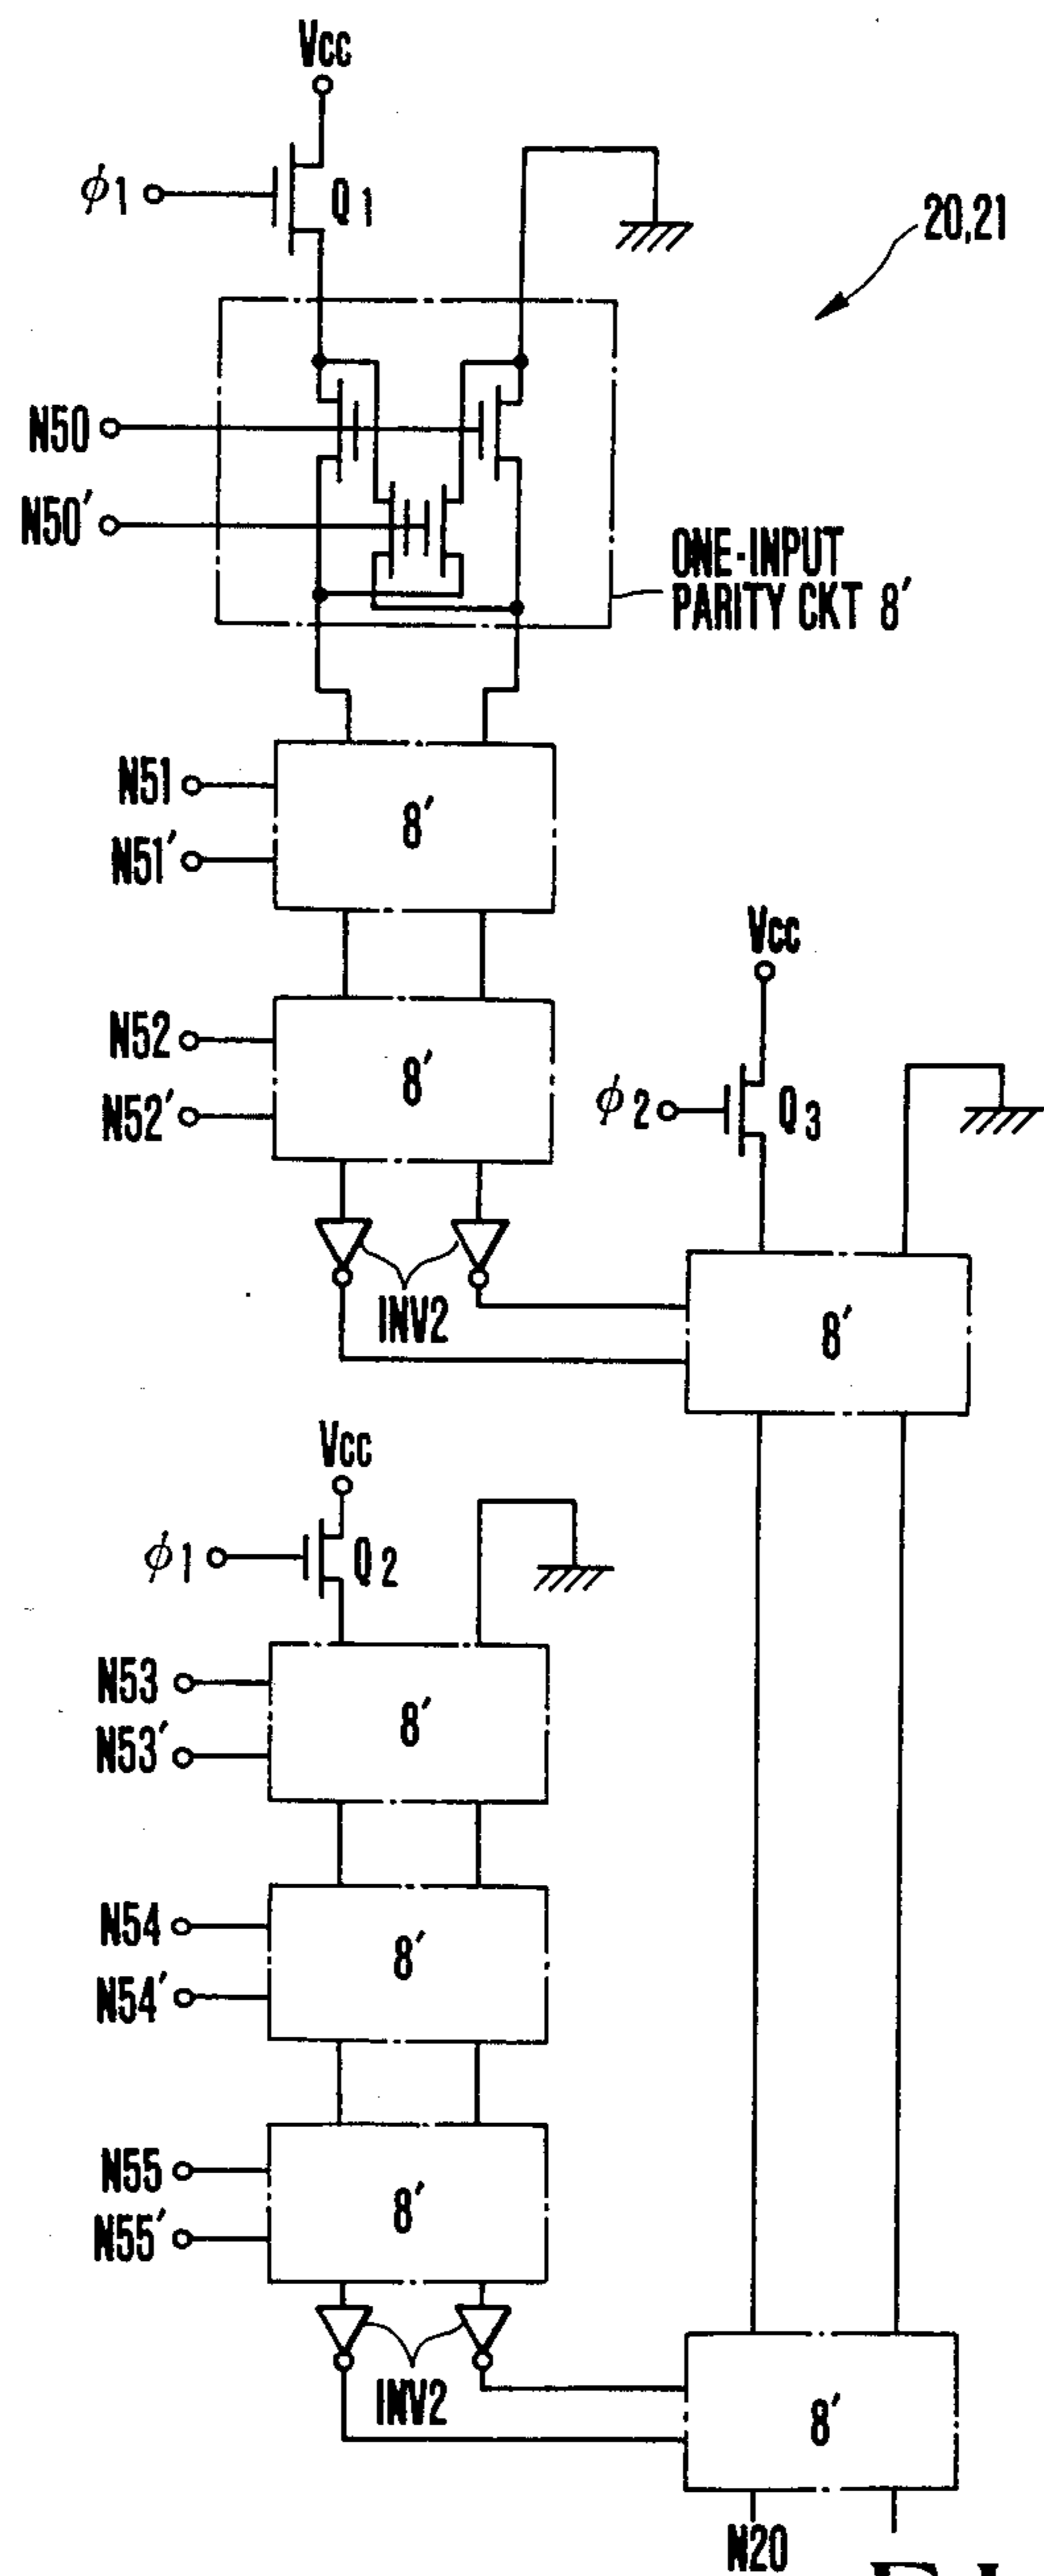 Vcc
φ1
Q1
20,21
N50
N50′
ONE-INPUT
PARITY CKT 8′
N51
8′
N51′
Vcc
N52
8′
φ2
Q3
N52′
INV2
8′
Vcc
φ1
Q2
N53
8′
N53′
N54
8′
N54′
N55
8′
N55′
INV2
8′
N20